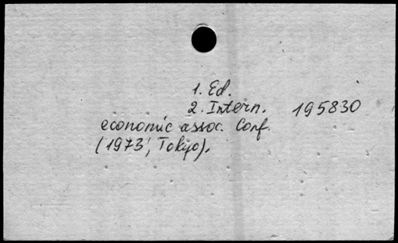 1. Ed.
2. Intern. 195830
economic assoc. Conf.
(1973, Tokyo).